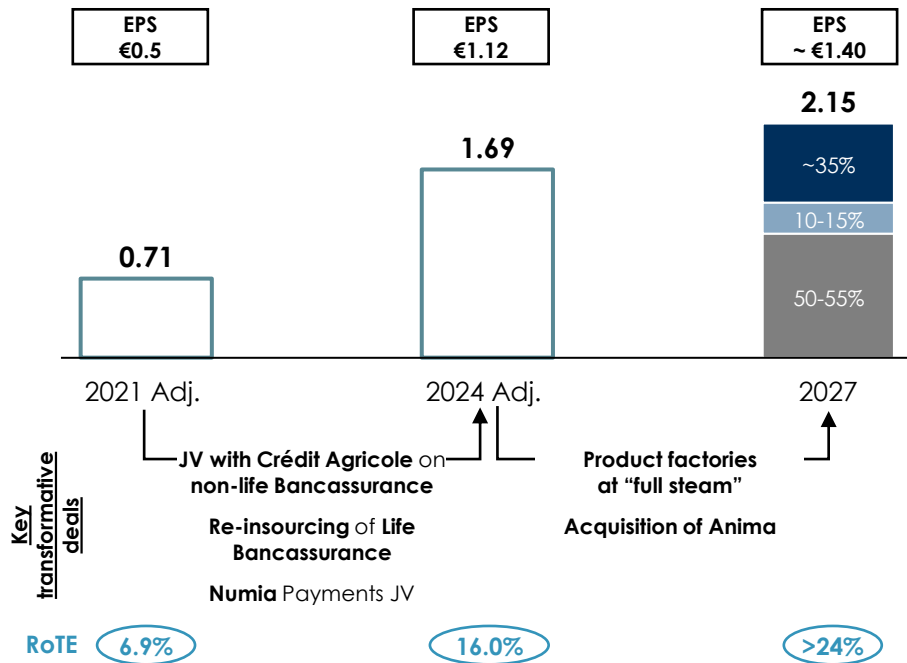 EPS
€0.5
EPS
€1.12
EPS
~ €1.40
0.71
1.69
2.15
~35%
10-15%
50-55%
2021 Adj.
2024 Adj.
2027
Key
transformative
deals
JV with Crédit Agricole on
non-life Bancassurance
Re-insourcing of Life
Bancassurance
Numia Payments JV
Product factories
at “full steam”
Acquisition of Anima
RoTE
6.9%
16.0%
>24%